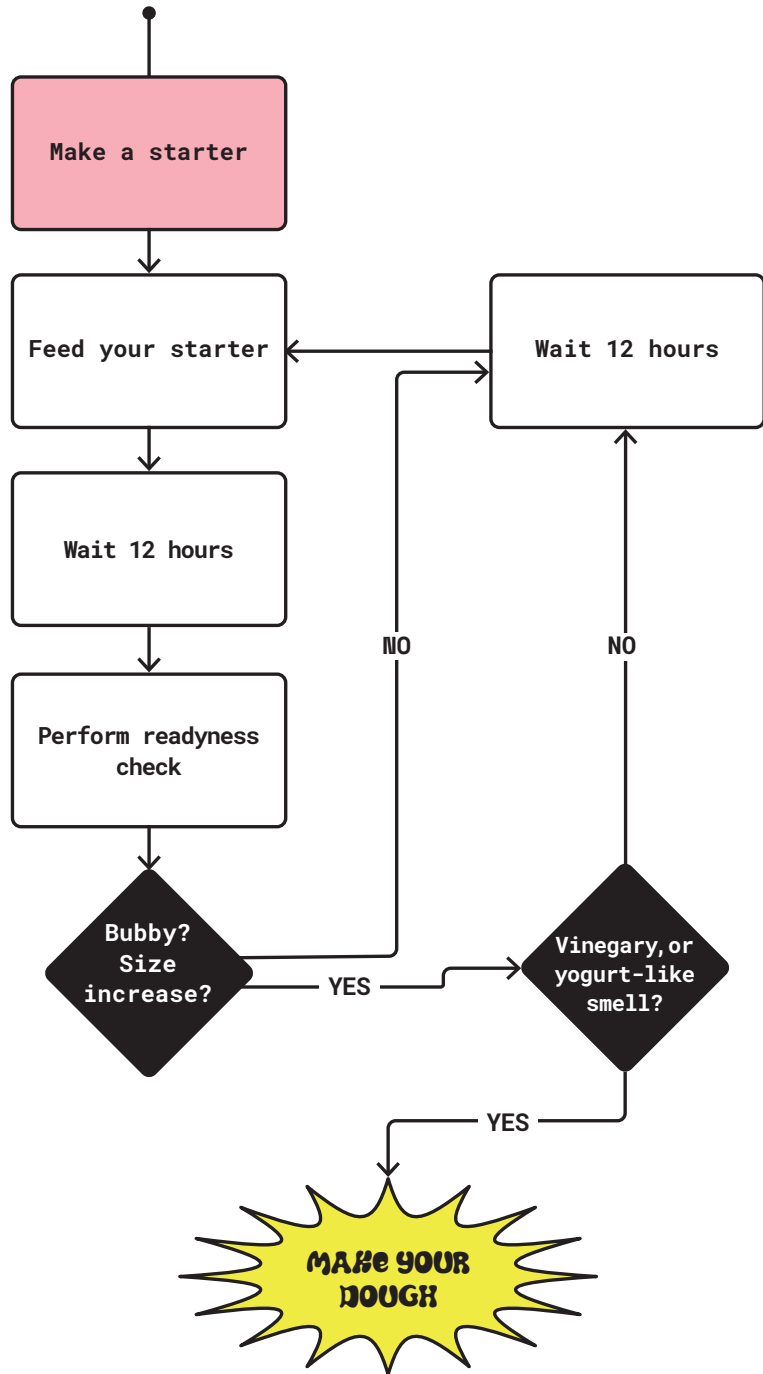 Make a starter
Feed your starter
Wait 12 hours
Wait 12 hours
Perform readyness
check
NO
NO
Bubby?
Size
increase?
YES
Vinegary, or
yogurt-like
smell?
YES
MAKE YOUR
DOUGH